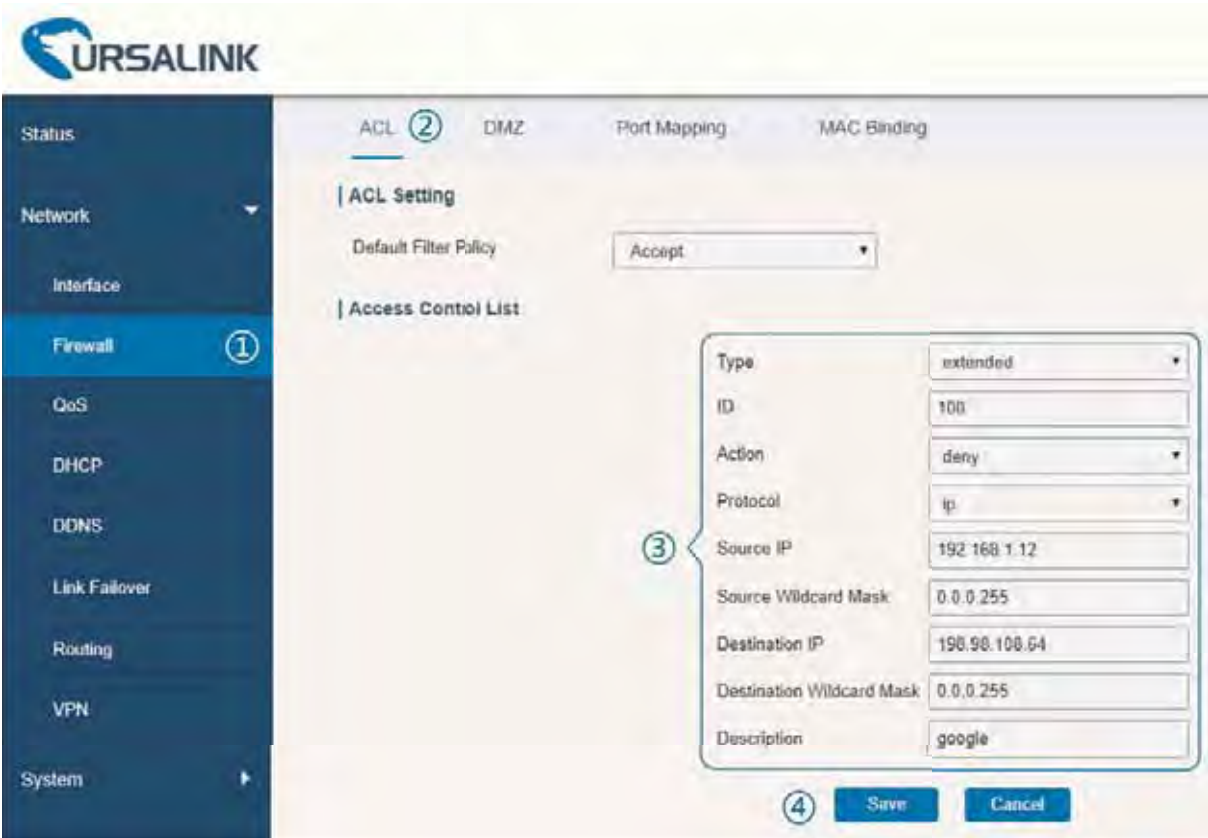 URSALINK
Status
ACL ② DMZ Port Mapping MAC Binding
ACL Setting
Network
Default Filter Policy Accept
Interface
Access Control List
Firewall ①
Type extended
QoS
ID 100
DHCP
Action deny
Protocol ip
DDNS
③
Source IP 192.168.1.12
Link Failover
Source Wildcard Mask 0.0.0.255
Routing
Destination IP 198.98.108.64
VPN
Destination Wildcard Mask 0.0.0.255
Description google
System
④ Save Cancel